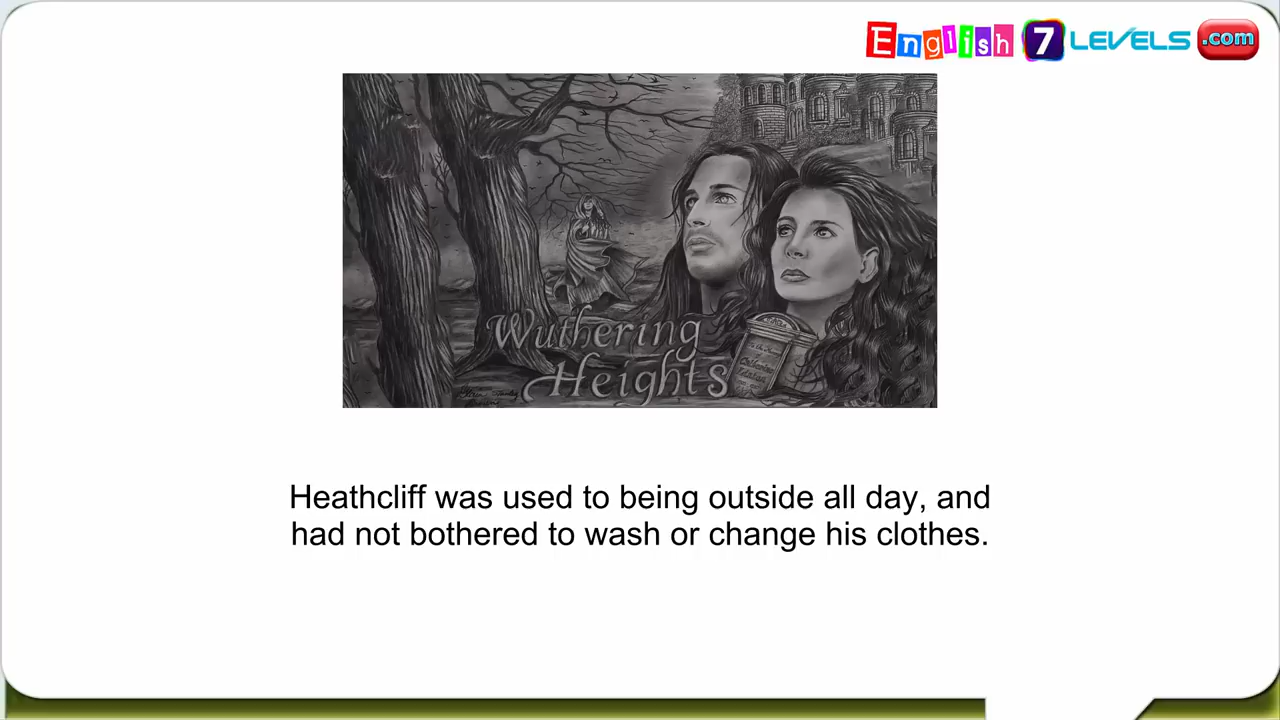 English 7 LEVELS .com
Wuthering
Heights
Heathcliff was used to being outside all day, and
had not bothered to wash or change his clothes.